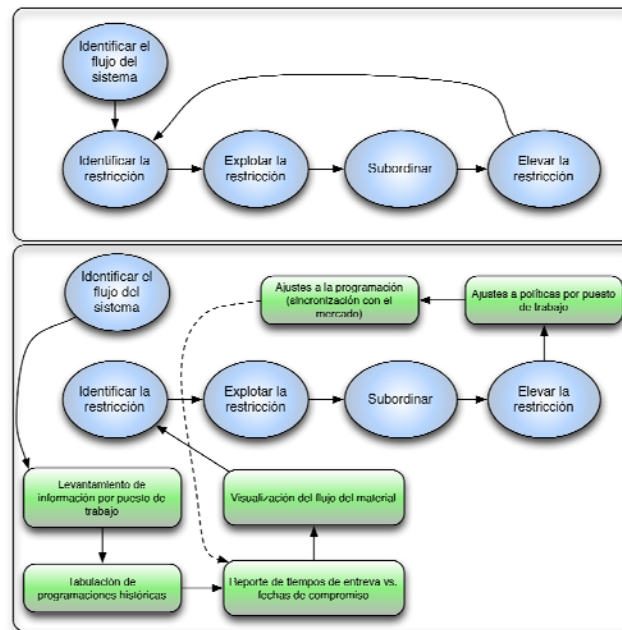 Identificar el
flujo del
sistema
Identificar la
restricción
Explotar la
restricción
Subordinar
Elevar la
restricción
Identificar el
flujo del
sistema
Ajustes a la programación
(sincronización con el
mercado)
Ajustes a políticas por puesto
de trabajo
Identificar la
restricción
Explotar la
restricción
Subordinar
Elevar la
restricción
Levantamiento de
información por puesto de
trabajo
Visualización del flujo del material
Tabulación de
programaciones históricas
Reporte de tiempos de entreva vs.
fechas de compromiso